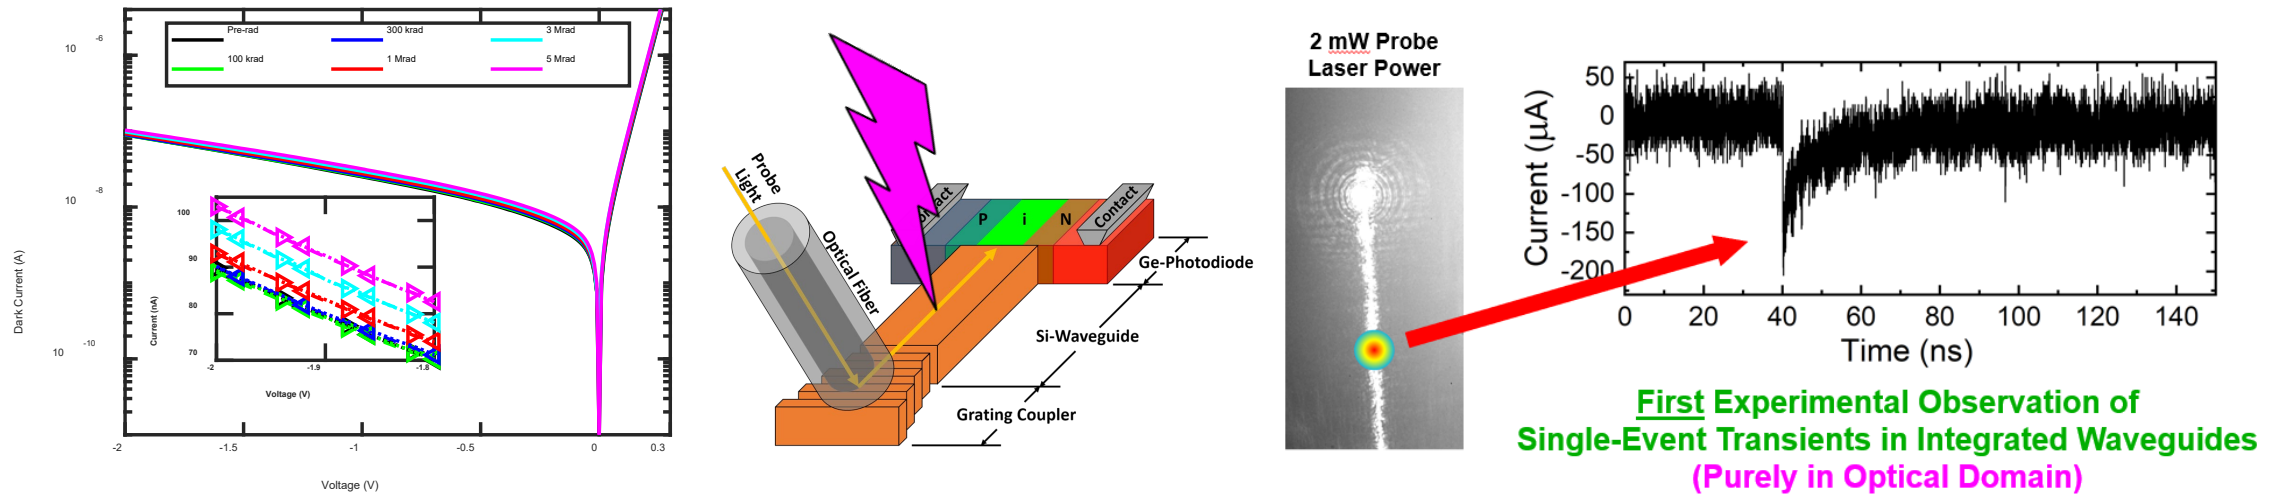 Pre-rad
300 krad
3 Mrad
100 krad
1 Mrad
5 Mrad
10 -6
10 -8
10 -10
Dark Current (A)
-2
-1.5
-1
-0.5
0
0.3
Voltage (V)
100
90
80
70
Current (nA)
-2
-1.9
-1.8
Voltage (V)
Probe
Light
Optical Fiber
P
i
N
Contact
Ge-Photodiode
Si-Waveguide
Grating Coupler
2 mW Probe
Laser Power
Current (µA)
50
0
-50
-100
-150
-200
0
20
40
60
80
100
120
140
Time (ns)
First Experimental Observation of
Single-Event Transients in Integrated Waveguides
(Purely in Optical Domain)